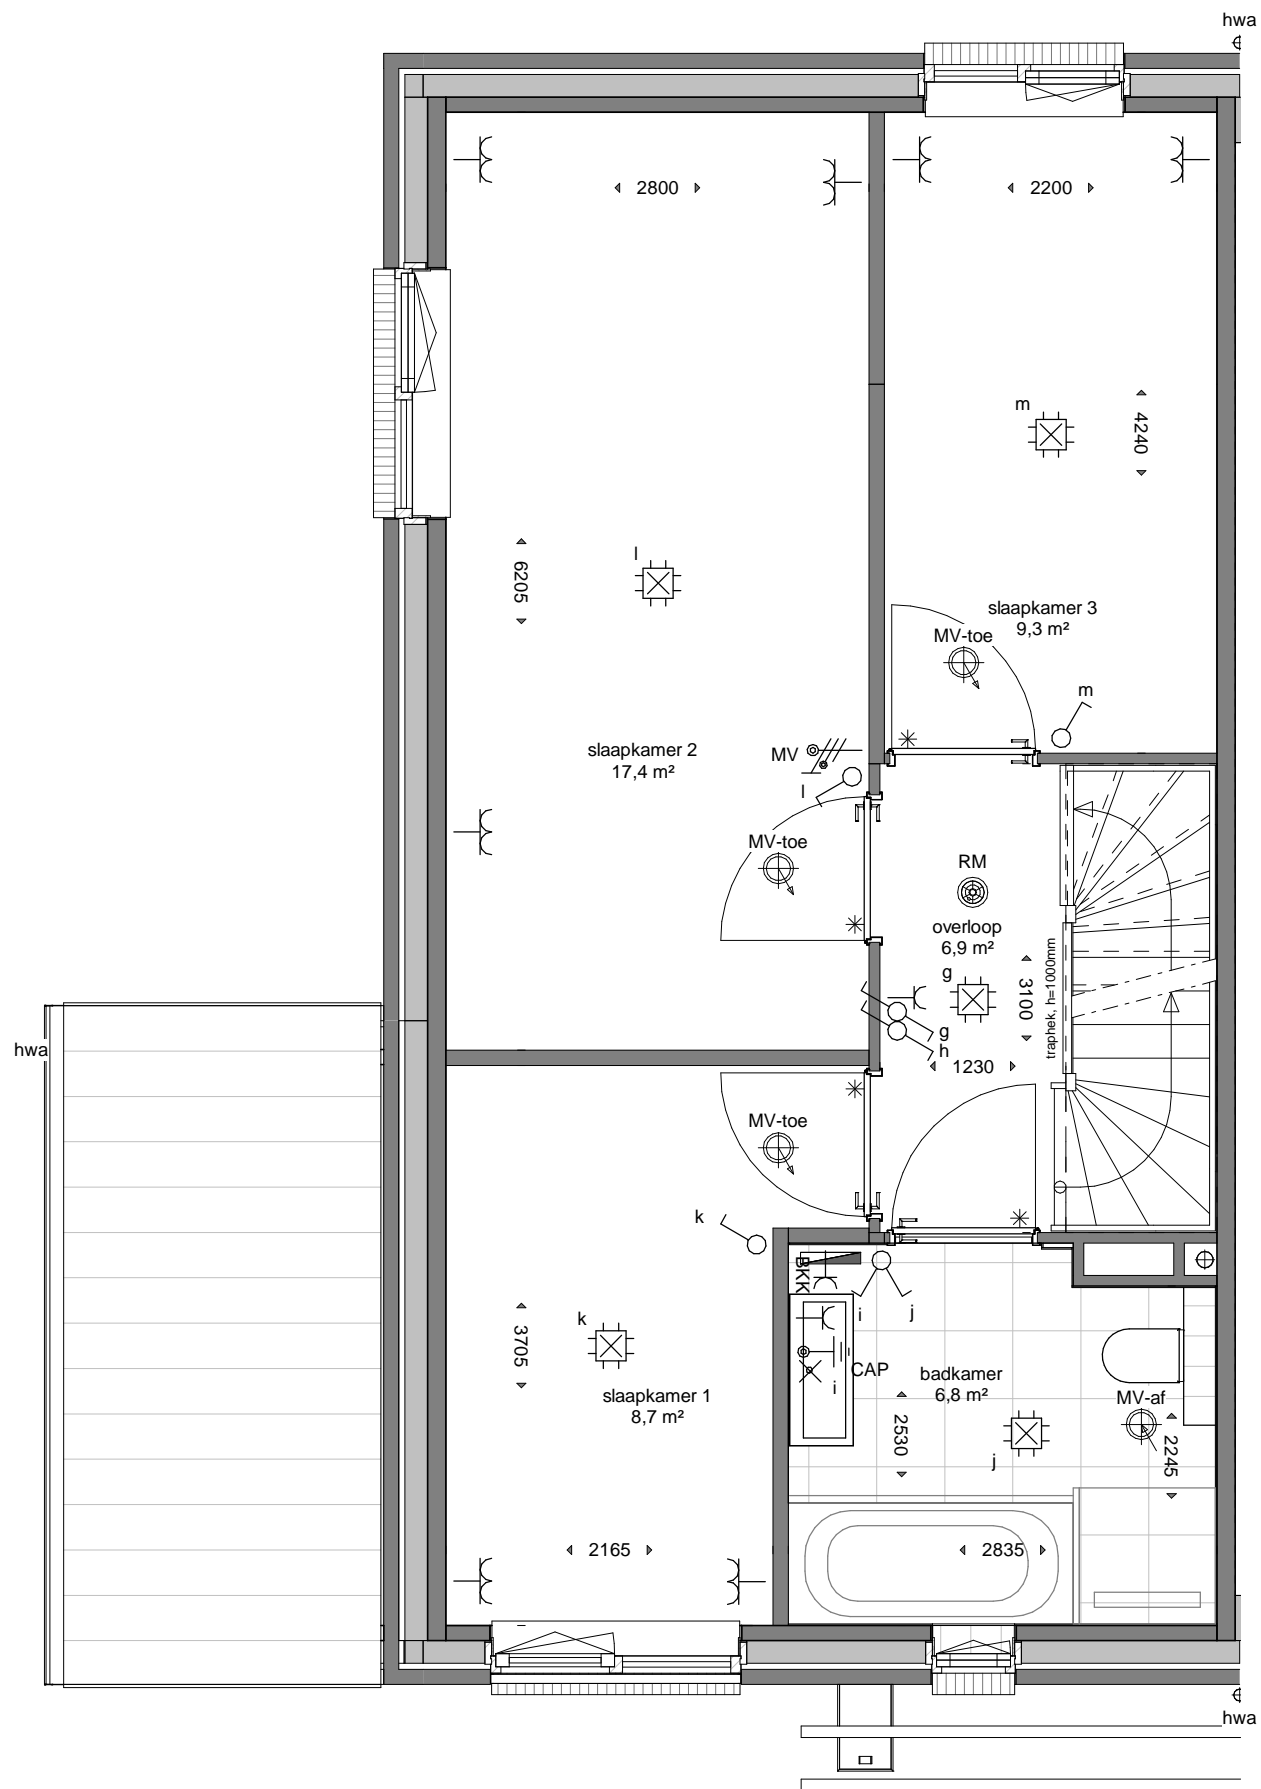 hwa
2800
2200
m
4240
l
6205
slaapkamer 3
9,3 m²
MV-toe
m
slaapkamer 2
17,4 m²
MV
l
MV-toe
RM
overloop
6,9 m²
g
3100
traphek, h=1000mm
hwa
g
h
1230
MV-toe
k
BKK
i
j
k
3705
CAP
i
badkamer
6,8 m²
slaapkamer 1
8,7 m²
MV-af
2530
2245
j
2165
2835
hwa